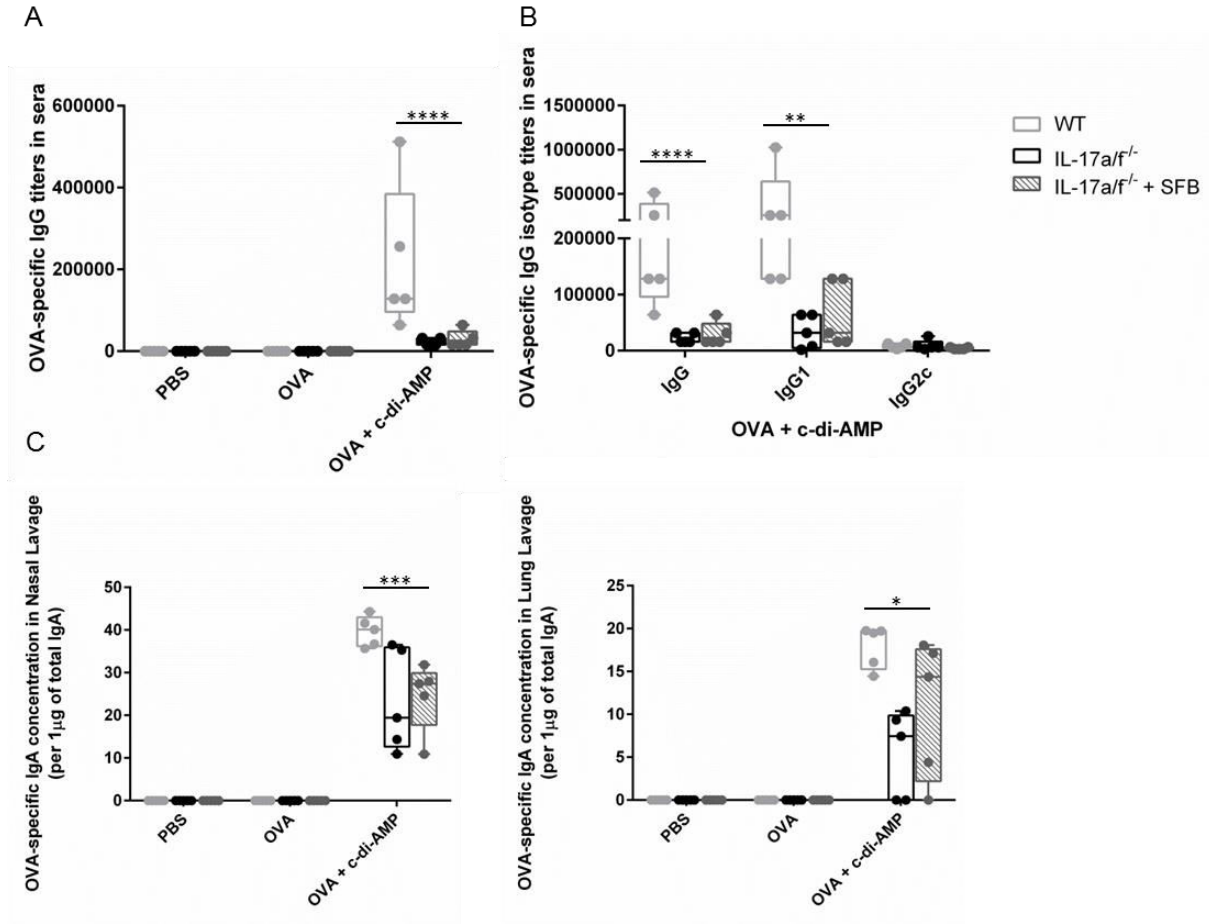 A
OVA-specific IgG titers in sera
600000
400000
200000
0
****
PBS
OVA
OVA + c-di-AMP
B
OVA-specific IgG isotype titers in sera
1500000
1000000
500000
200000
100000
0
****
**
IgG
IgG1
IgG2c
OVA + c-di-AMP
WT
IL-17a/f-/-
IL-17a/f-/- + SFB
C
OVA-specific IgA concentration in Nasal Lavage
(per 1μg of total IgA)
50
40
30
20
10
0
***
PBS
OVA
OVA + c-di-AMP
OVA-specific IgA concentration in Lung Lavage
(per 1μg of total IgA)
25
20
15
10
5
0
*
PBS
OVA
OVA + c-di-AMP